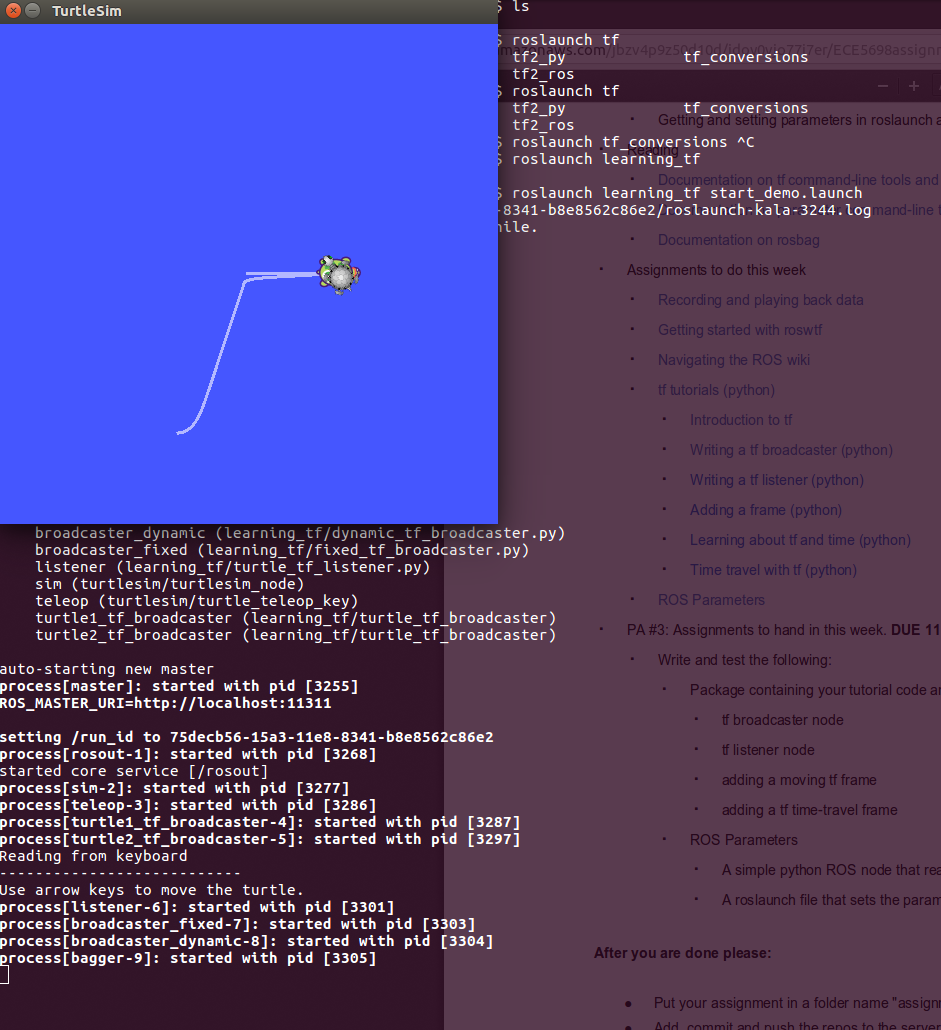 TurtleSim
$ ls
$ roslaunch tf
tf2_py tf_conversions
tf2_ros
$ roslaunch tf
tf2_py tf_conversions
tf2_ros
$ roslaunch tf_conversions ^C
$ roslaunch learning_tf
$ roslaunch learning_tf start_demo.launch
-8341-b8e8562c86e2/roslaunch-kala-3244.log
hile.
broadcaster_dynamic (learning_tf/dynamic_tf_broadcaster.py)
broadcaster_fixed (learning_tf/fixed_tf_broadcaster.py)
listener (learning_tf/turtle_tf_listener.py)
sim (turtlesim/turtlesim_node)
teleop (turtlesim/turtle_teleop_key)
turtle1_tf_broadcaster (learning_tf/turtle_tf_broadcaster)
turtle2_tf_broadcaster (learning_tf/turtle_tf_broadcaster)
auto-starting new master
process[master]: started with pid [3255]
ROS_MASTER_URI=http://localhost:11311
setting /run_id to 75decb56-15a3-11e8-8341-b8e8562c86e2
process[rosout-1]: started with pid [3268]
started core service [/rosout]
process[sim-2]: started with pid [3277]
process[teleop-3]: started with pid [3286]
process[turtle1_tf_broadcaster-4]: started with pid [3287]
process[turtle2_tf_broadcaster-5]: started with pid [3297]
Reading from keyboard
---------------------------
Use arrow keys to move the turtle.
process[listener-6]: started with pid [3301]
process[broadcaster_fixed-7]: started with pid [3303]
process[broadcaster_dynamic-8]: started with pid [3304]
process[bagger-9]: started with pid [3305]
Getting and setting parameters in roslaunch
Reading
Documentation on tf command-line tools and
mmand-line
Documentation on rosbag
Assignments to do this week
Recording and playing back data
Getting started with roswtf
Navigating the ROS wiki
tf tutorials (python)
Introduction to tf
Writing a tf broadcaster (python)
Writing a tf listener (python)
Adding a frame (python)
Learning about tf and time (python)
Time travel with tf (python)
ROS Parameters
PA #3: Assignments to hand in this week. DUE 11
Write and test the following:
Package containing your tutorial code
tf broadcaster node
tf listener node
adding a moving tf frame
adding a tf time-travel frame
ROS Parameters
A simple python ROS node that rea
A roslaunch file that sets the param
After you are done please:
Put your assignment in a folder name "assignm
Add, commit and push the repos to the server